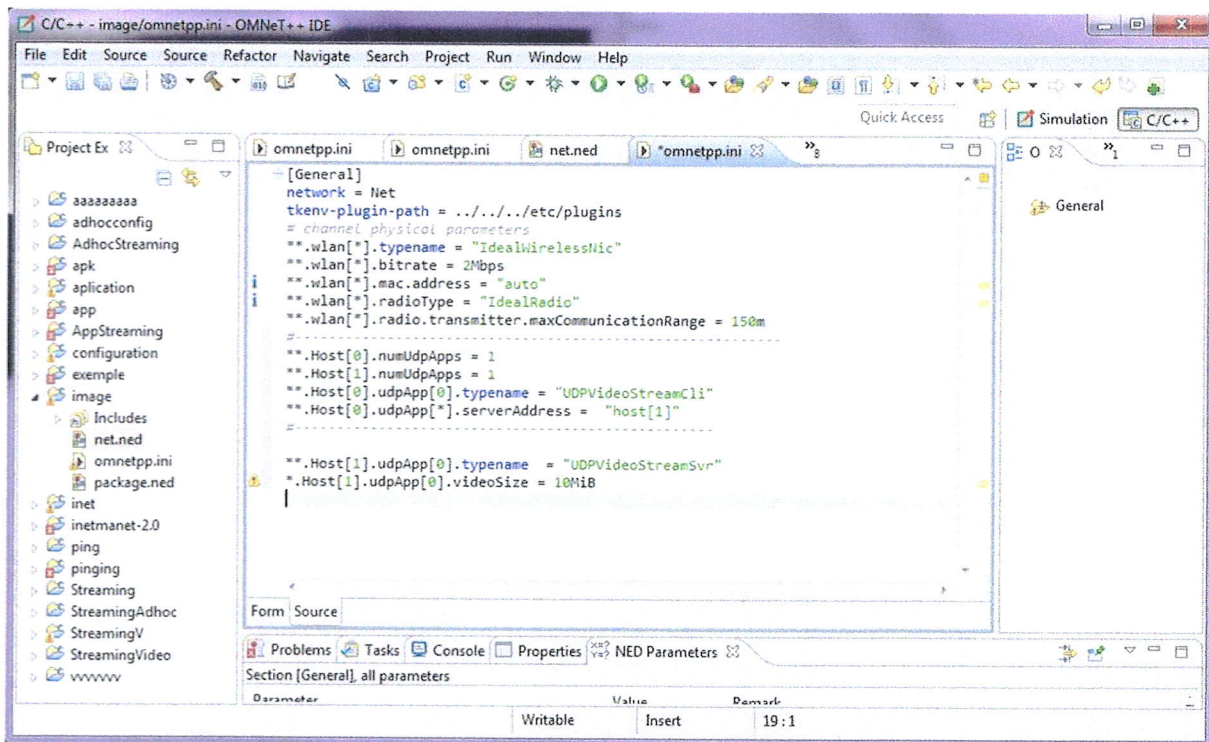 C/C++ - image/omnetpp.ini - OMNeT++ IDE
File Edit Source Source Refactor Navigate Search Project Run Window Help
Quick Access
Simulation
C/C++
Project Ex
omnetpp.ini
omnetpp.ini
net.ned
*omnetpp.ini
»8
O
»1
aaaaaaaaa
adhocconfig
AdhocStreaming
apk
aplication
app
AppStreaming
configuration
exemple
image
Includes
net.ned
omnetpp.ini
package.ned
inet
inetmanet-2.0
ping
pinging
Streaming
StreamingAdhoc
StreamingV
StreamingVideo
vvvvvvv
[General]
network = Net
tkenv-plugin-path = ../../../etc/plugins
# channel physical parameters
**.wlan[*].typename = "IdealWirelessNic"
**.wlan[*].bitrate = 2Mbps
**.wlan[*].mac.address = "auto"
**.wlan[*].radioType = "IdealRadio"
**.wlan[*].radio.transmitter.maxCommunicationRange = 150m
**.Host[0].numUdpApps = 1
**.Host[1].numUdpApps = 1
**.Host[0].udpApp[0].typename = "UDPVideoStreamCli"
**.Host[0].udpApp[*].serverAddress = "host[1]"
**.Host[1].udpApp[0].typename = "UDPVideoStreamSvr"
*.Host[1].udpApp[0].videoSize = 10MiB
General
Form Source
Problems Tasks Console Properties NED Parameters
Section [General], all parameters
Parameter Value Remark
Writable Insert 19 : 1